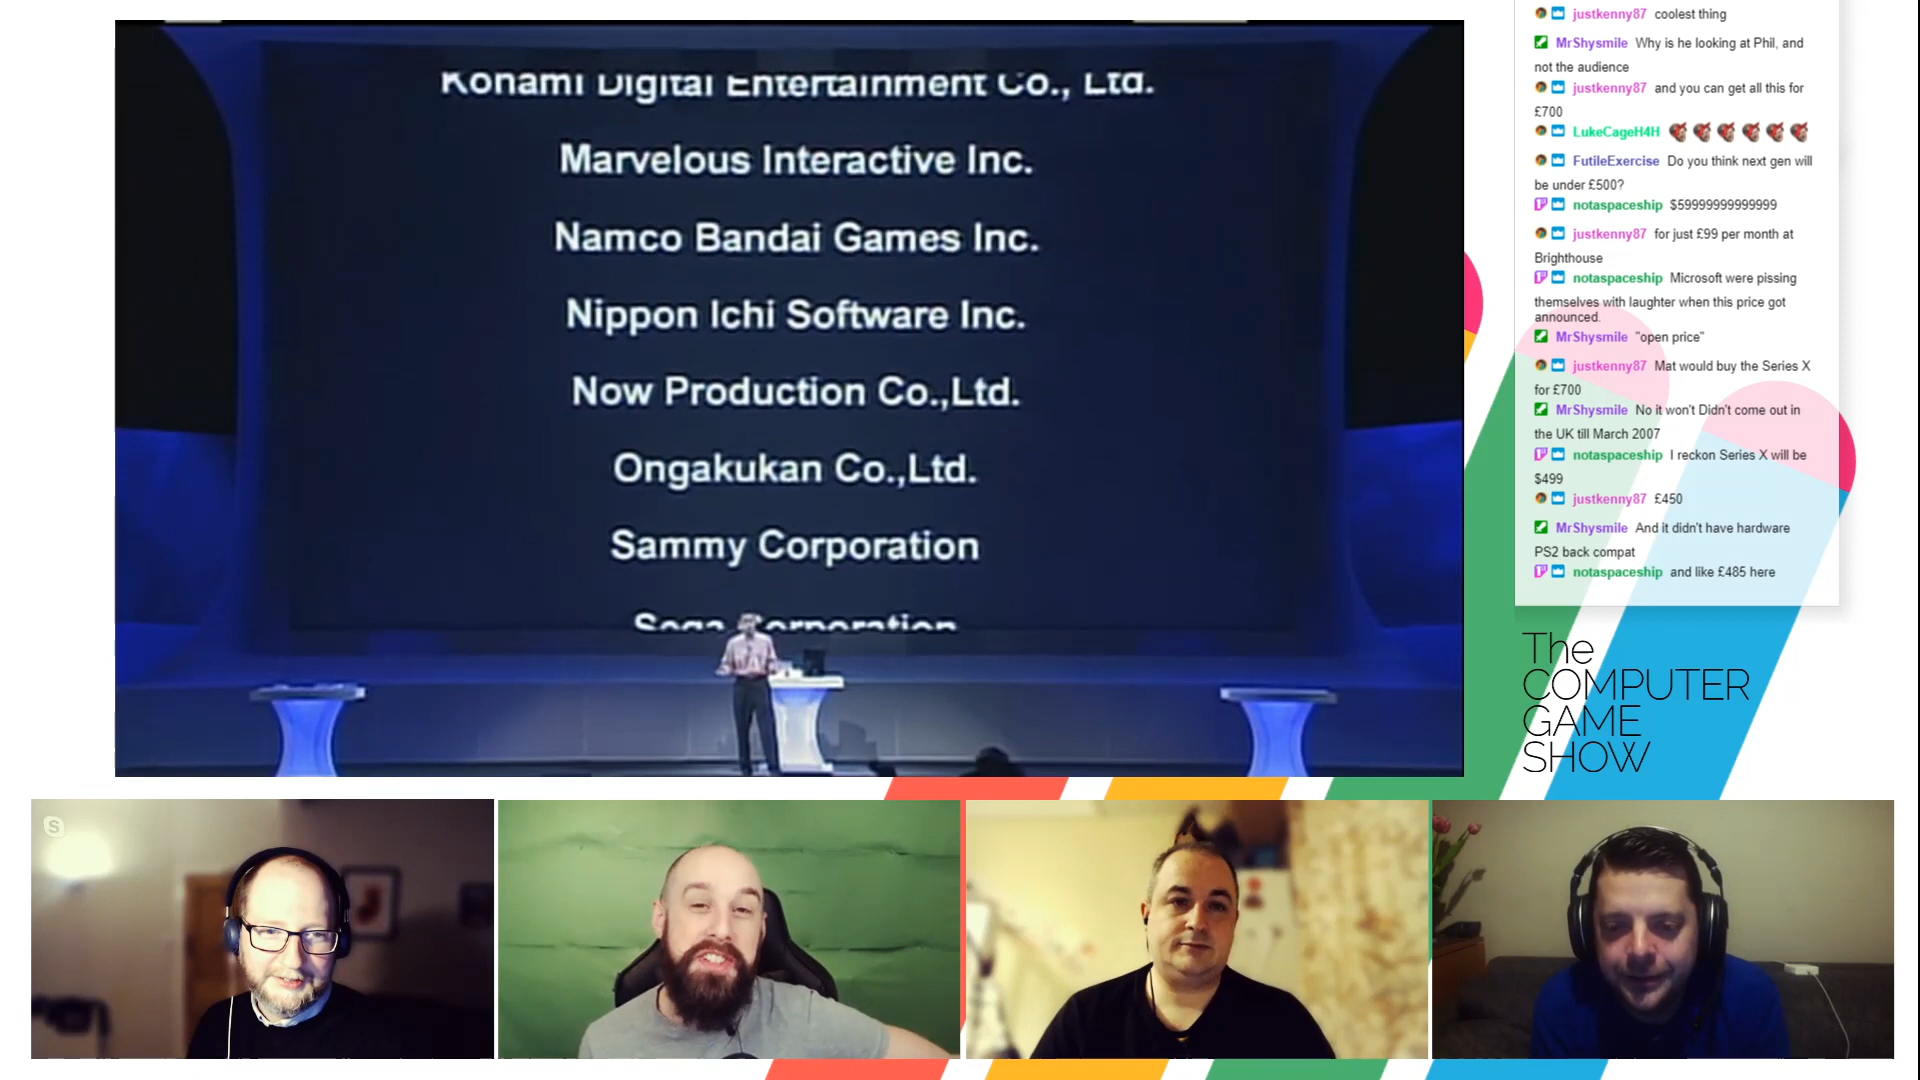 Konami Digital Entertainment Co., Ltd.
Marvelous Interactive Inc.
Namco Bandai Games Inc.
Nippon Ichi Software Inc.
Now Production Co.,Ltd.
Ongakukan Co.,Ltd.
Sammy Corporation
Sega Corporation
justkenny87 coolest thing
MrShysmile Why is he looking at Phil, and
not the audience
justkenny87 and you can get all this for
£700
LukeCageH4H
FutileExercise Do you think next gen will
be under £500?
notaspaceship $59999999999999
justkenny87 for just £99 per month at
Brighthouse
notaspaceship Microsoft were pissing
themselves with laughter when this price got
announced.
MrShysmile "open price"
justkenny87 Mat would buy the Series X
for £700
MrShysmile No it won't Didn't come out in
the UK till March 2007
notaspaceship I reckon Series X will be
$499
justkenny87 £450
MrShysmile And it didn't have hardware
PS2 back compat
notaspaceship and like £485 here
The
COMPUTER
GAME
SHOW
S